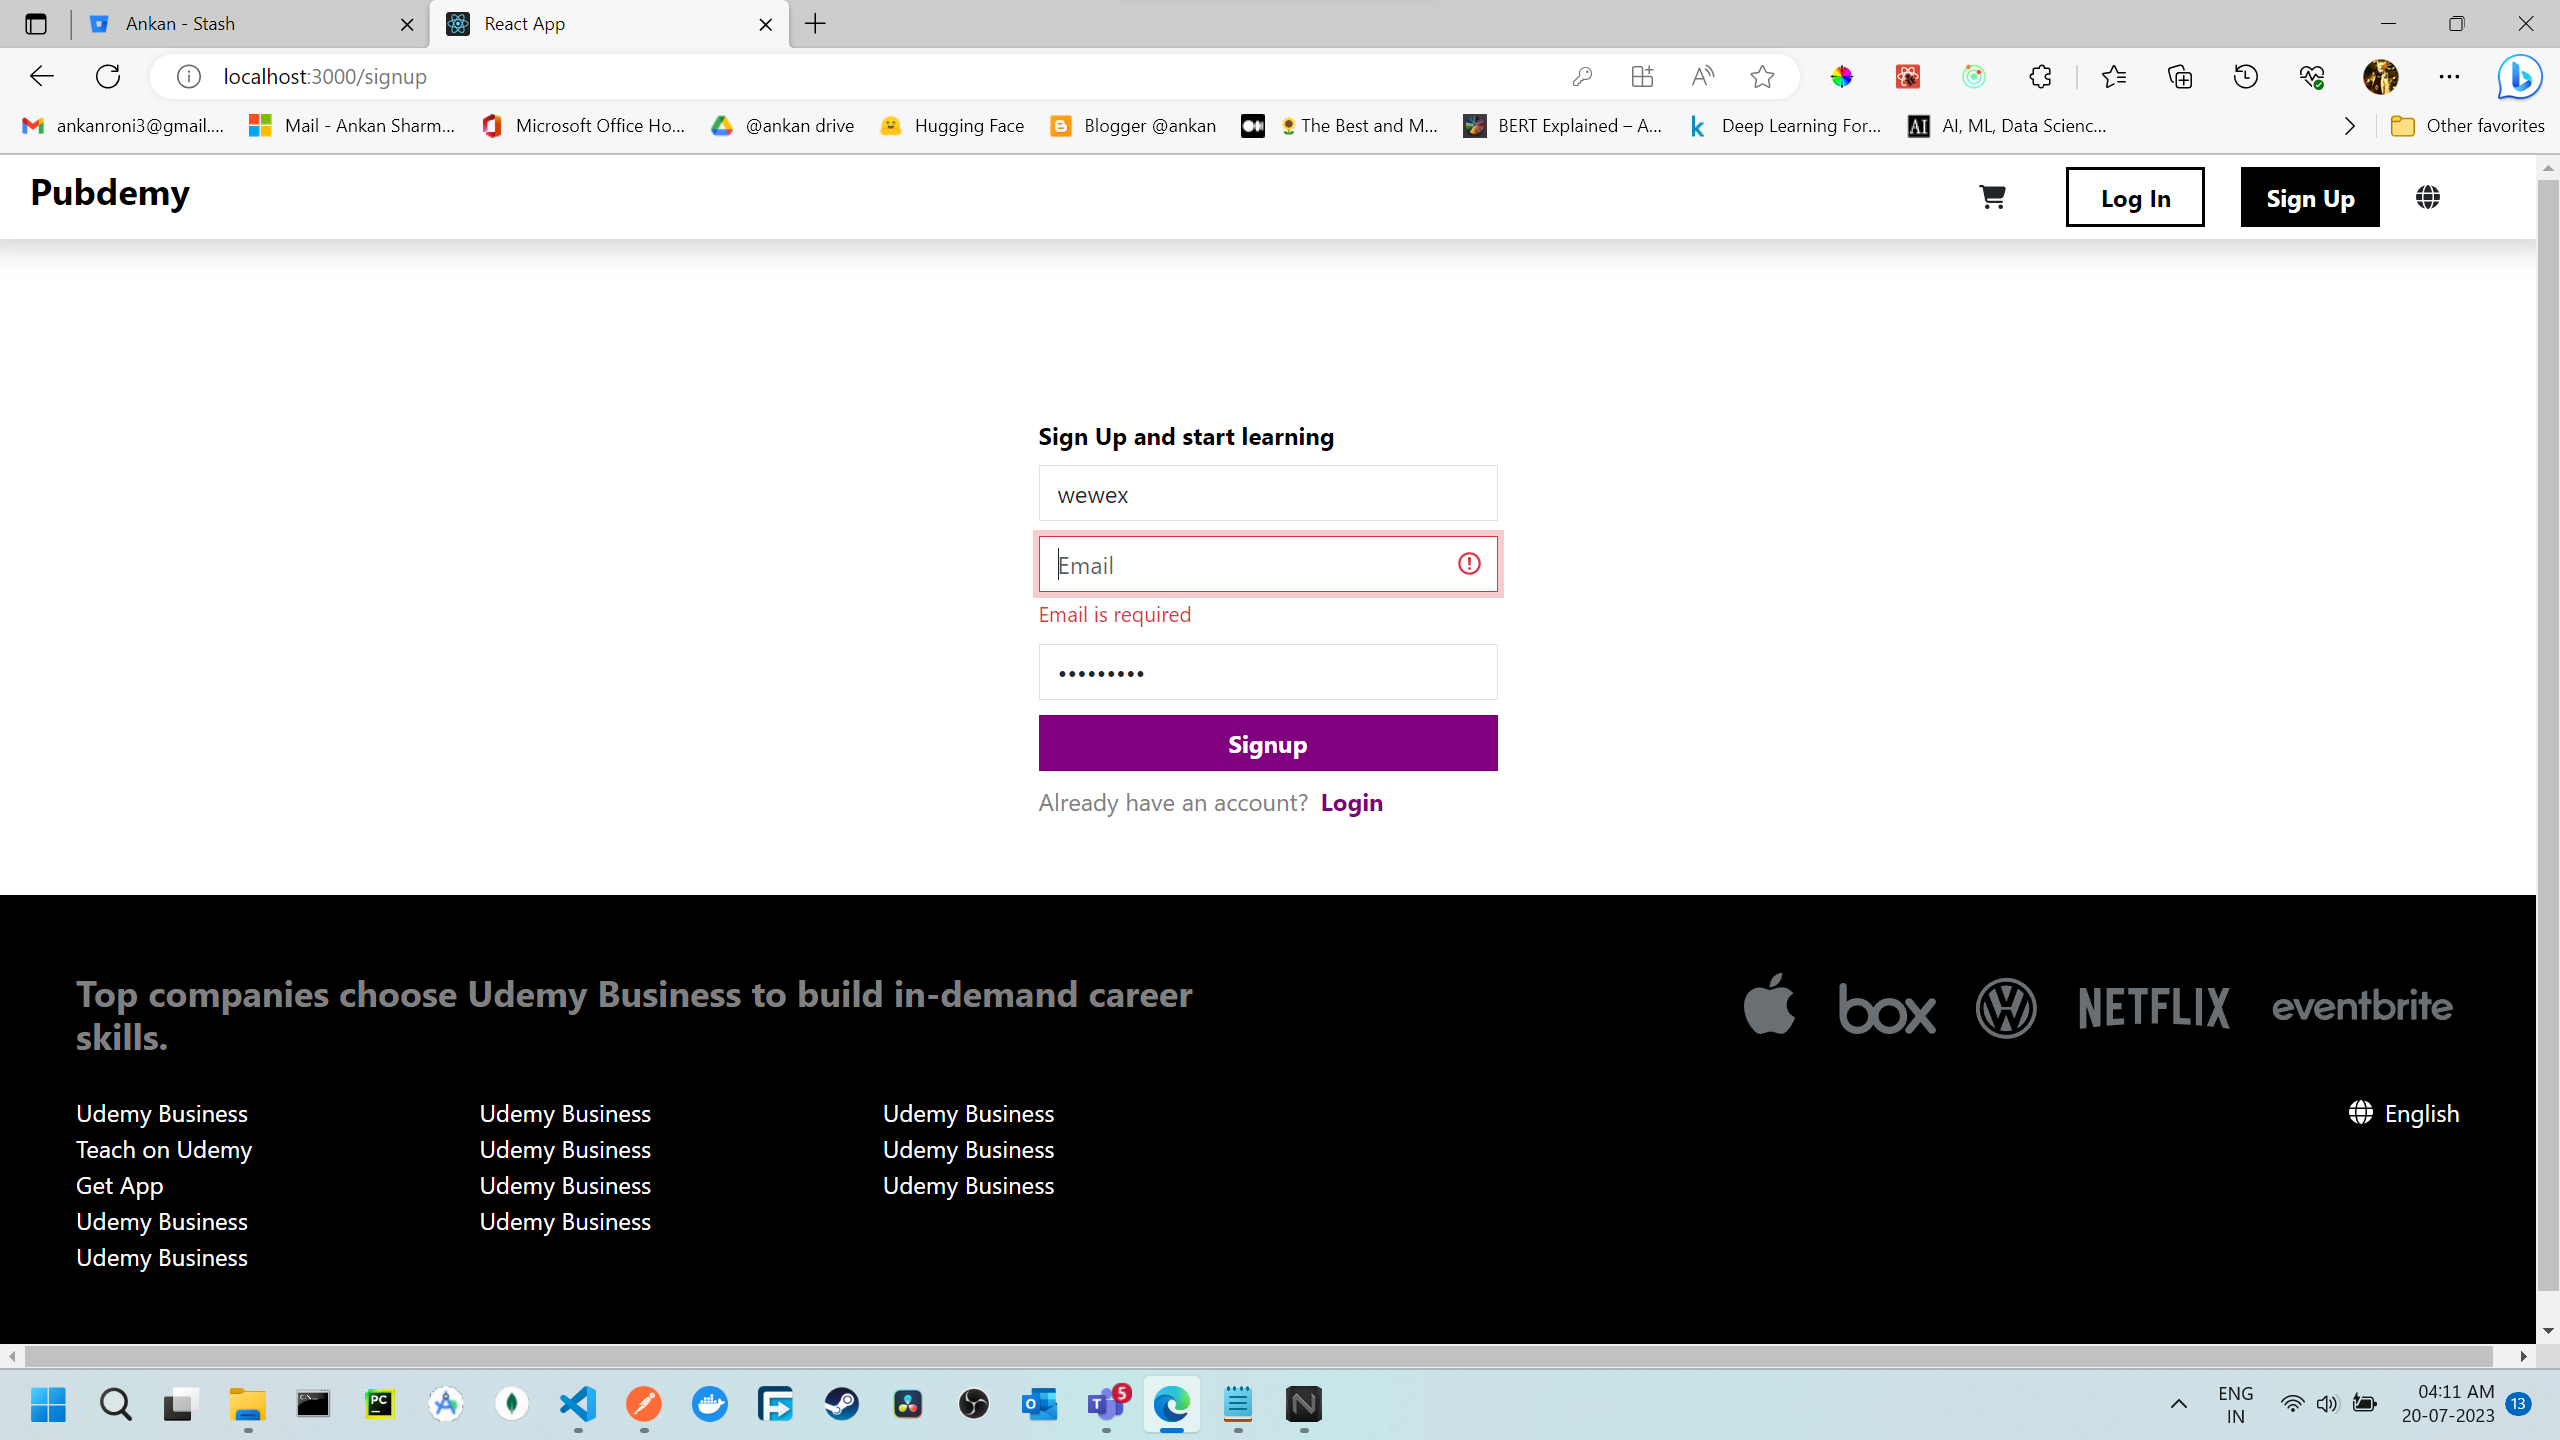 Ankan - Stash
React App
localhost:3000/signup
ankanroni3@gmail....
Mail - Ankan Sharm...
Microsoft Office Ho...
@ankan drive
Hugging Face
Blogger @ankan
🌻The Best and M...
BERT Explained – A...
Deep Learning For...
AI, ML, Data Scienc...
Other favorites
Pubdemy
Log In
Sign Up
Sign Up and start learning
wewex
Email
Email is required
•••••••••
Signup
Already have an account? Login
Top companies choose Udemy Business to build in-demand career
skills.
box
NETFLIX
eventbrite
Udemy Business
Teach on Udemy
Get App
Udemy Business
Udemy Business
Udemy Business
Udemy Business
Udemy Business
Udemy Business
Udemy Business
Udemy Business
Udemy Business
English
PC
5
ENG
IN
04:11 AM
20-07-2023
13